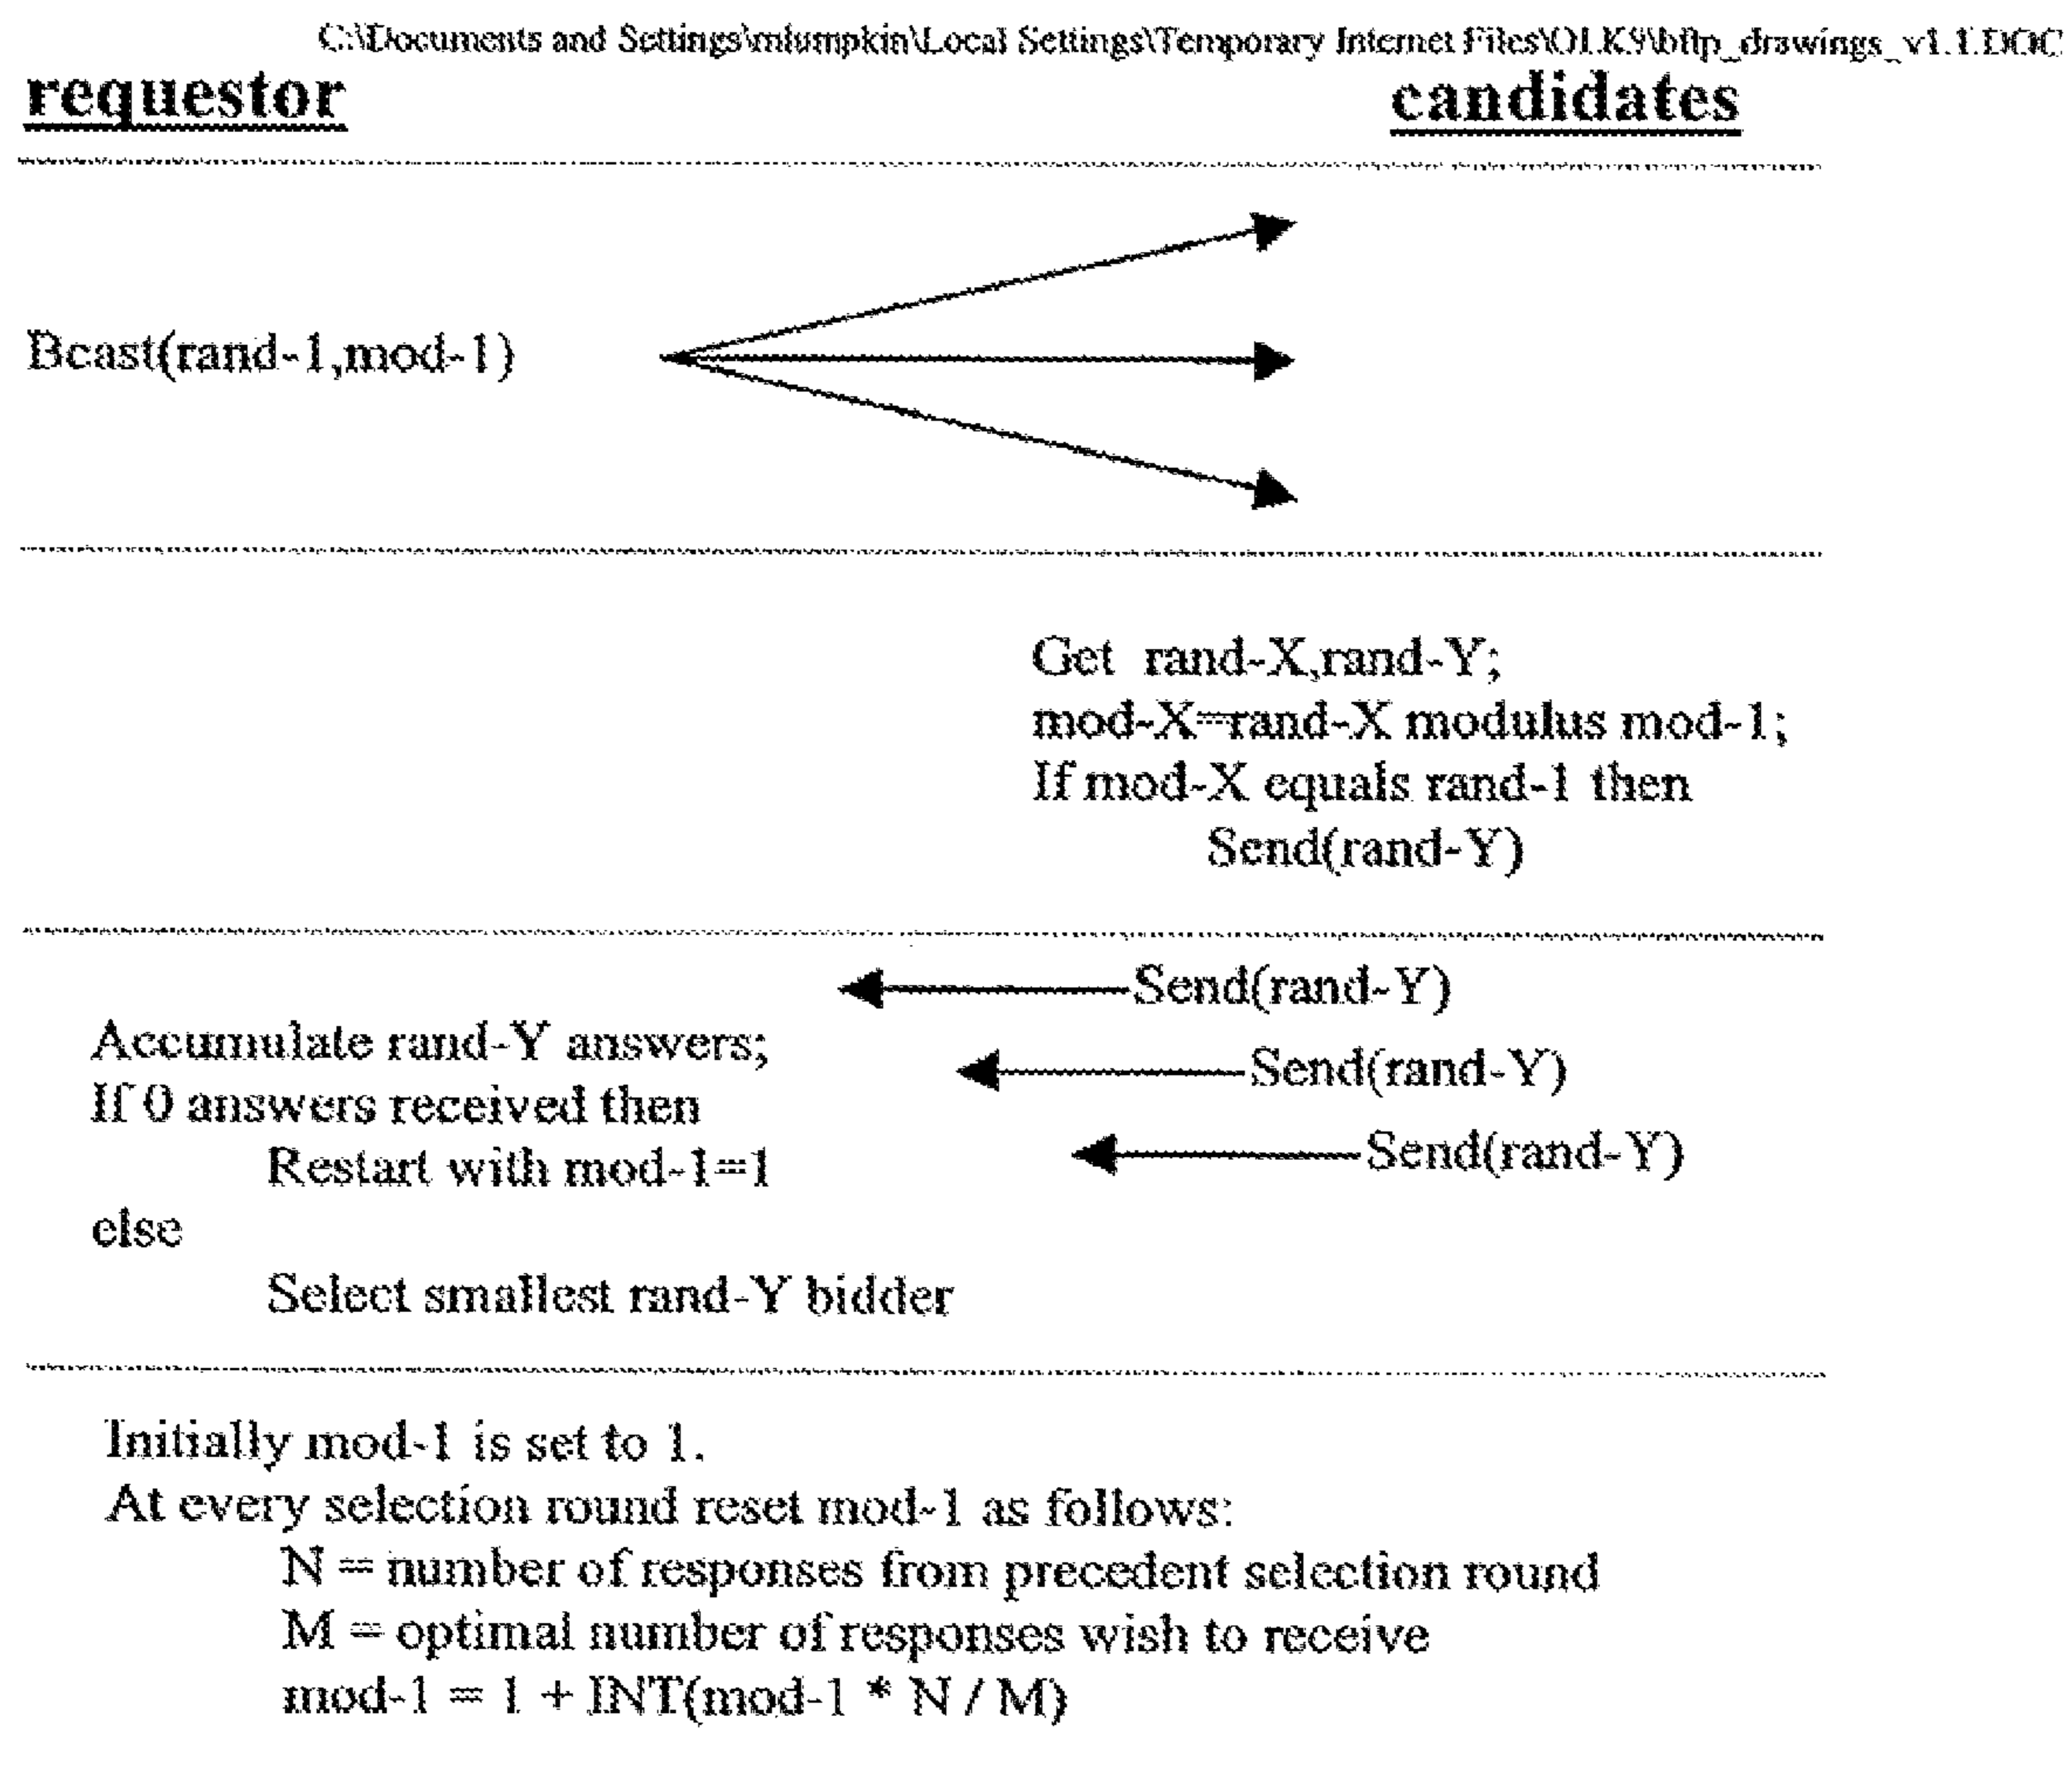 C:\Documents and Settings\mlumpkin\Local Settings\Temporary Internet Files\OLK9\bftp_drawings_v1.1.DOC
requestor candidates
Bcast(rand-1,mod-1)
Get rand-X,rand-Y;
mod-X=rand-X modulus mod-1;
If mod-X equals rand-1 then
Send(rand-Y)
Send(rand-Y)
Accumulate rand-Y answers;
Send(rand-Y)
If 0 answers received then
Send(rand-Y)
Restart with mod-1=1
else
Select smallest rand-Y bidder
Initially mod-1 is set to 1.
At every selection round reset mod-1 as follows:
N = number of responses from precedent selection round
M = optimal number of responses wish to receive
mod-1 = 1 + INT(mod-1 * N / M)